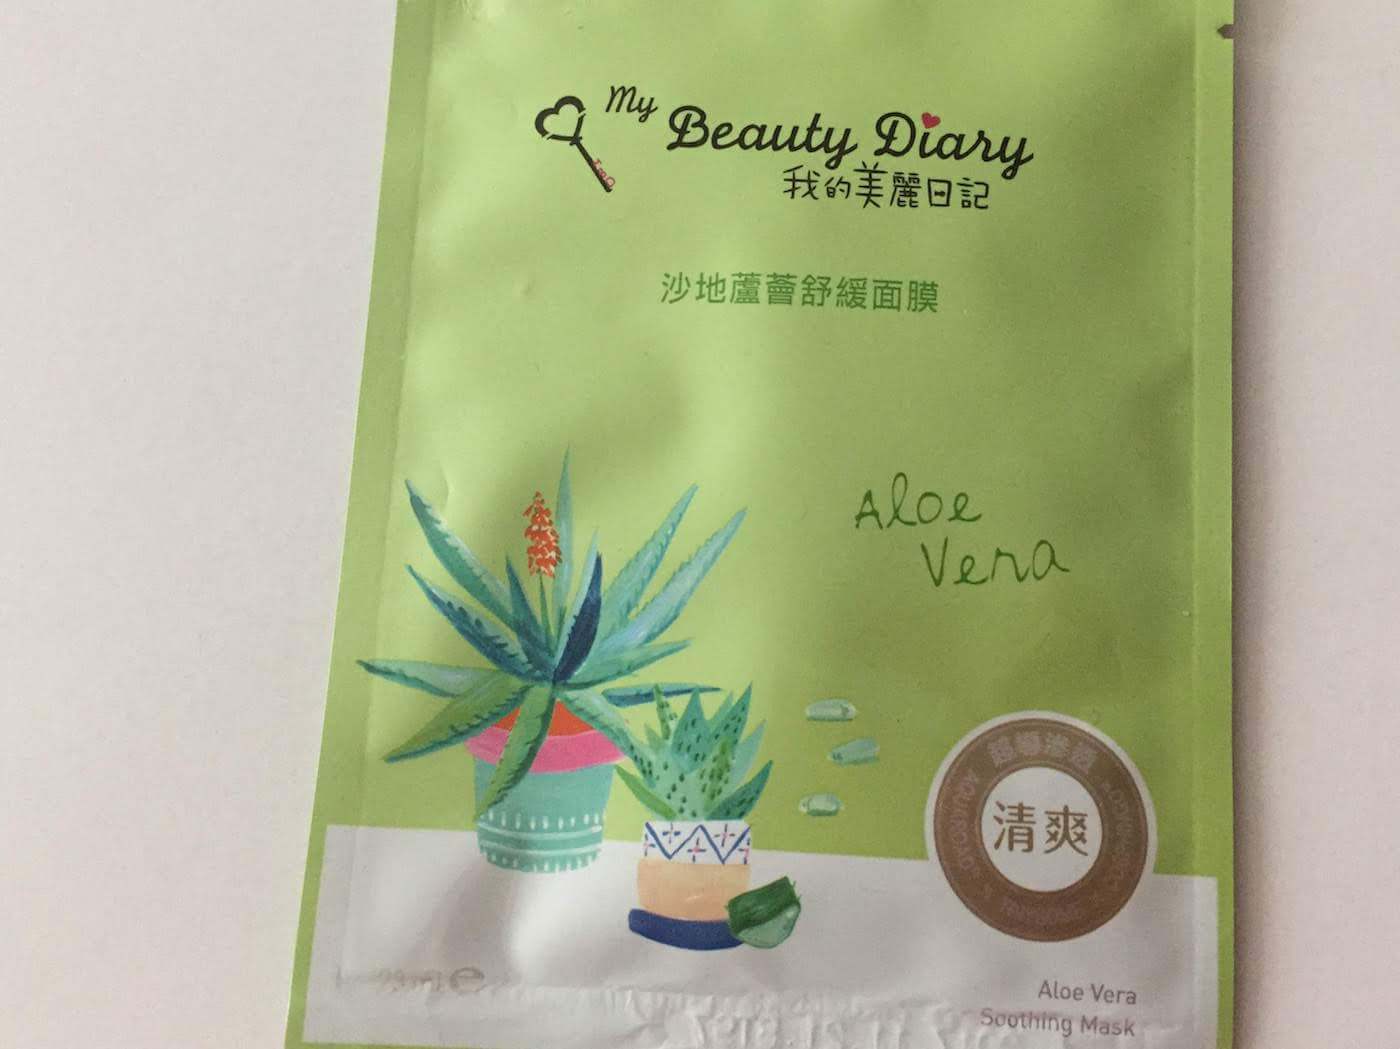 My
Beauty Diary
我的美麗日記
沙地蘆薈舒緩面膜
Aloe
Vera
清爽
Aloe Vera
Soothing Mask